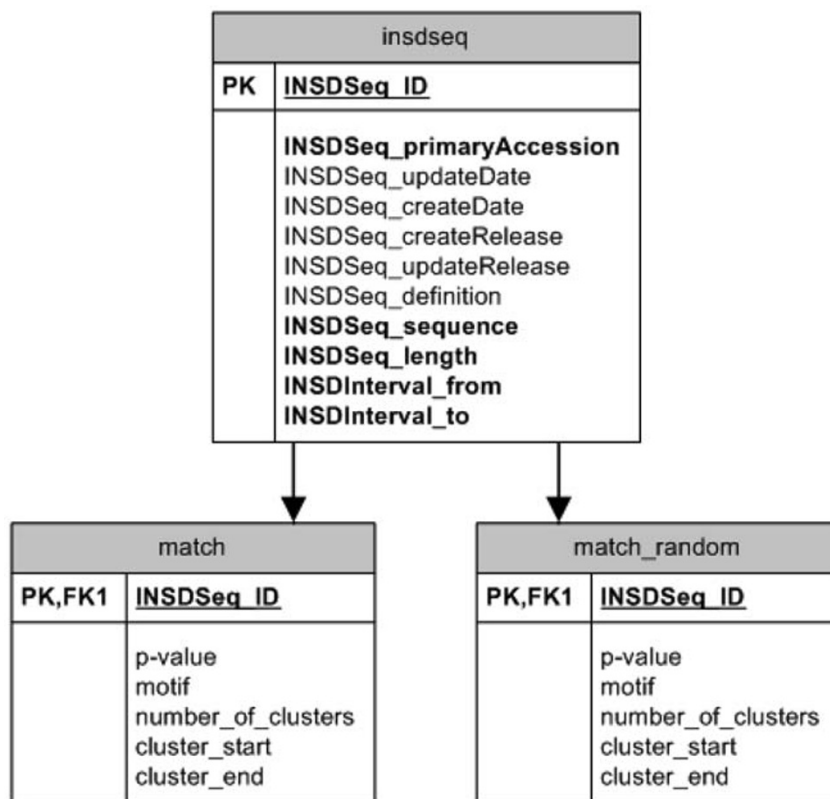 insdseq
PK INSDSeq_ID
INSDSeq_primaryAccession
INSDSeq_updateDate
INSDSeq_createDate
INSDSeq_createRelease
INSDSeq_updateRelease
INSDSeq_definition
INSDSeq_sequence
INSDSeq_length
INSDInterval_from
INSDInterval_to
match
PK,FK1 INSDSeq_ID
p-value
motif
number_of_clusters
cluster_start
cluster_end
match_random
PK,FK1 INSDSeq_ID
p-value
motif
number_of_clusters
cluster_start
cluster_end